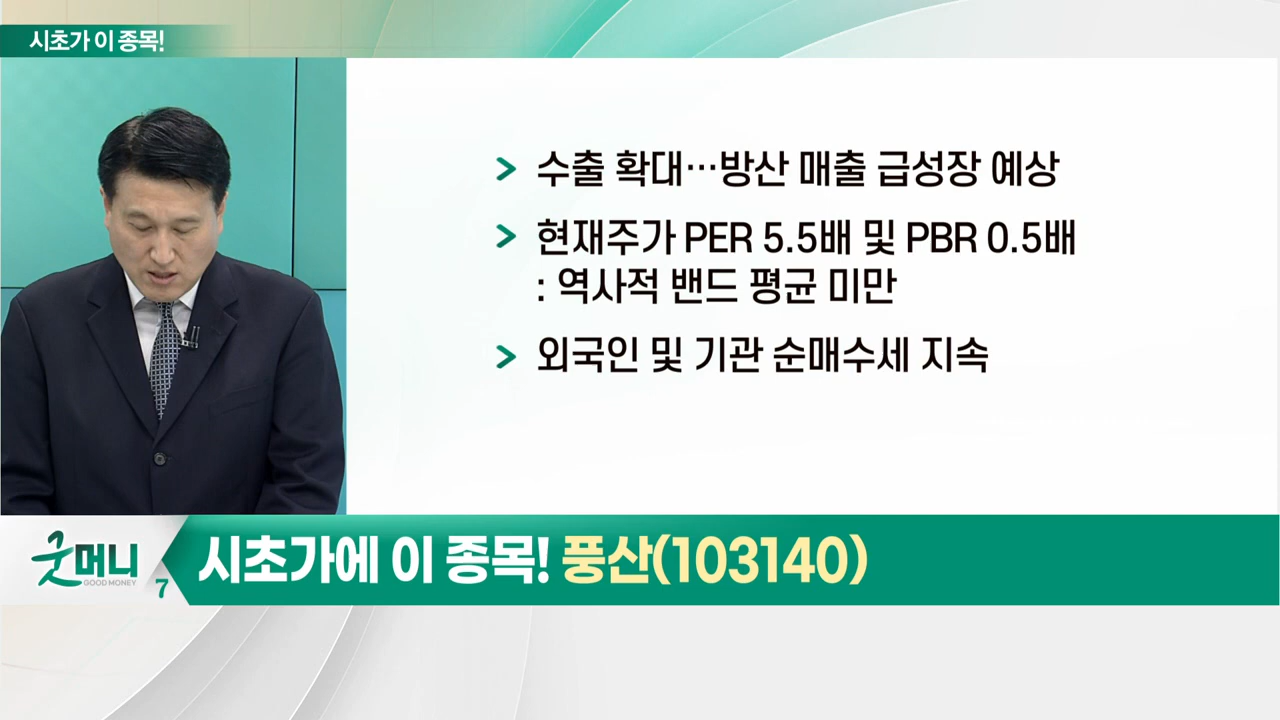 시초가 이 종목!
> 수출 확대…방산 매출 급성장 예상
> 현재주가 PER 5.5배 및 PBR 0.5배
: 역사적 밴드 평균 미만
> 외국인 및 기관 순매수세 지속
굿머니
GOOD MONEY
7
시초가에 이 종목! 풍산(103140)